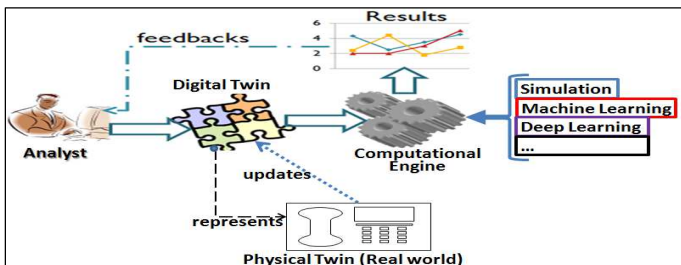 Results
6
4
2
0
feedbacks
Digital Twin
Simulation
Machine Learning
Deep Learning
...
Analyst
Computational
Engine
updates
represents
Physical Twin (Real world)